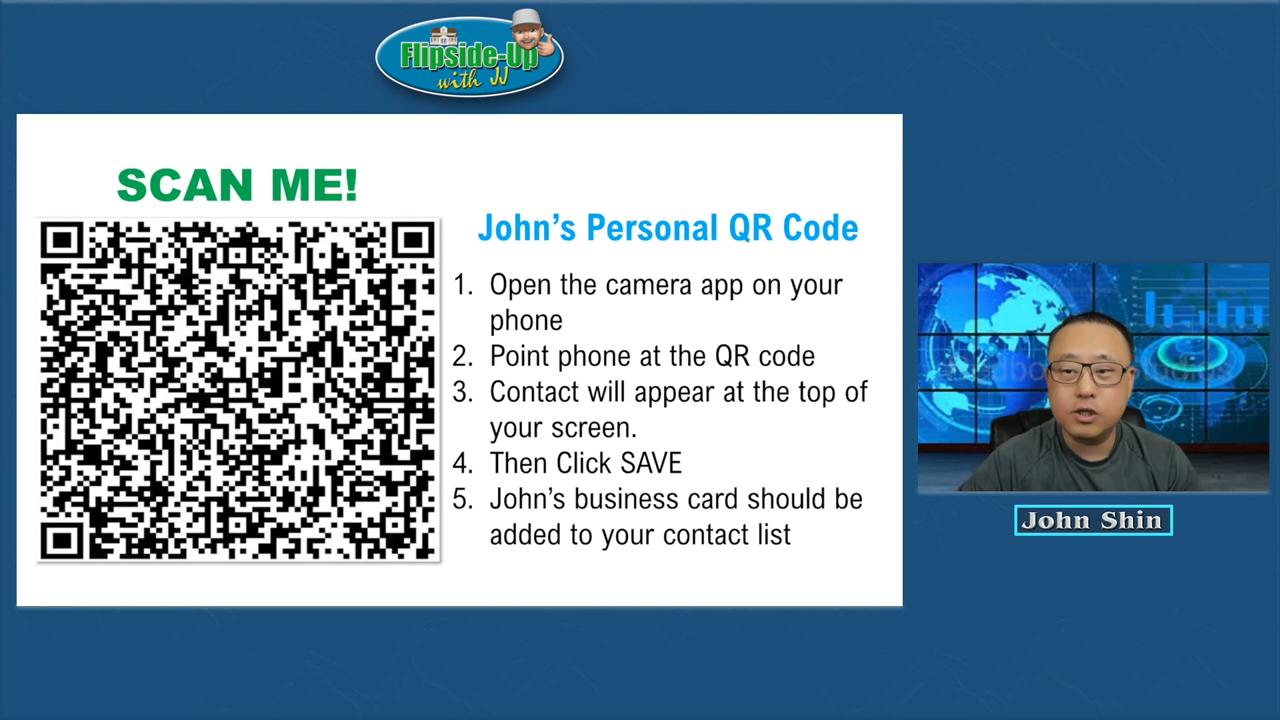 Flipside-Up
with JJ
SCAN ME!
John's Personal QR Code
1. Open the camera app on your
phone
2. Point phone at the QR code
3. Contact will appear at the top of
your screen.
4. Then Click SAVE
5. John's business card should be
added to your contact list
John Shin